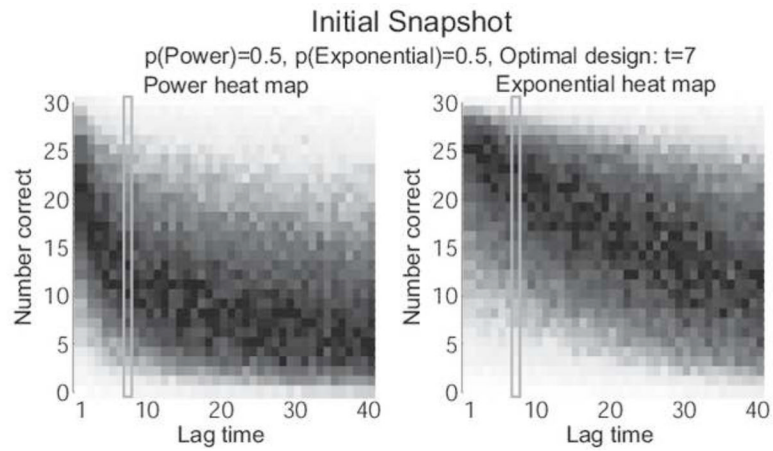 Initial Snapshot
p(Power)=0.5, p(Exponential)=0.5, Optimal design: t=7
Power heat map
Number correct
30
25
20
15
10
5
0
1 10 20 30 40
Lag time
Exponential heat map
Number correct
30
25
20
15
10
5
0
1 10 20 30 40
Lag time